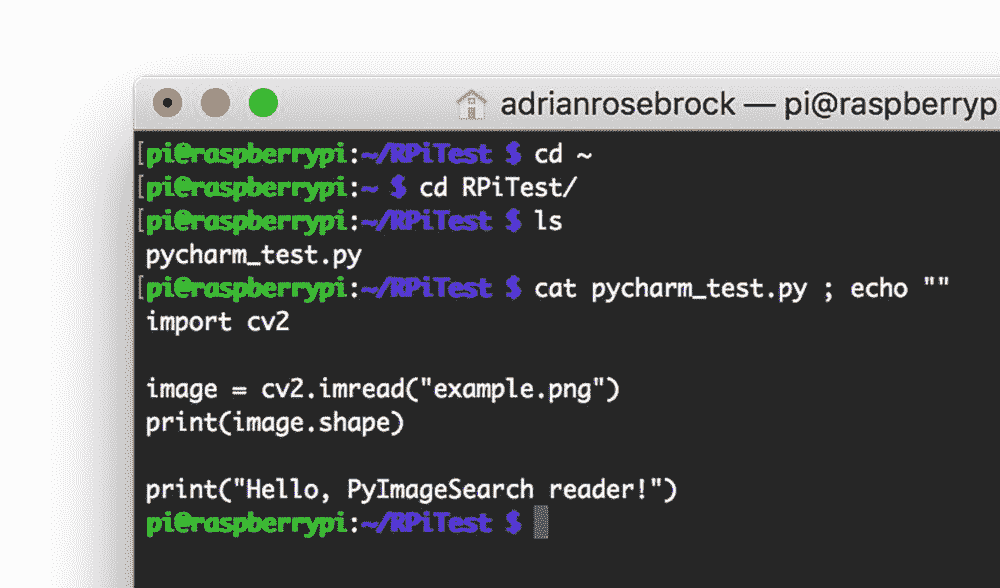 adrianrosebrock — pi@raspberryp
pi@raspberrypi:~/RPiTest $ cd ~
pi@raspberrypi:~ $ cd RPiTest/
pi@raspberrypi:~/RPiTest $ ls
pycharm_test.py
pi@raspberrypi:~/RPiTest $ cat pycharm_test.py ; echo ""
import cv2
image = cv2.imread("example.png")
print(image.shape)
print("Hello, PyImageSearch reader!")
pi@raspberrypi:~/RPiTest $